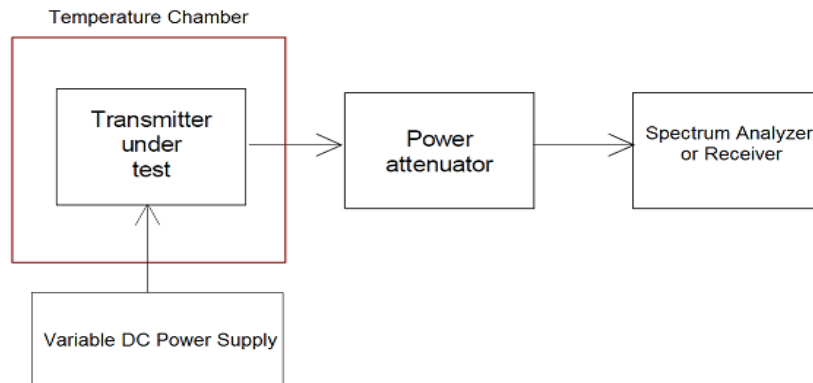 Temperature Chamber
Transmitter
under
test
Power
attenuator
Spectrum Analyzer
or Receiver
Variable DC Power Supply